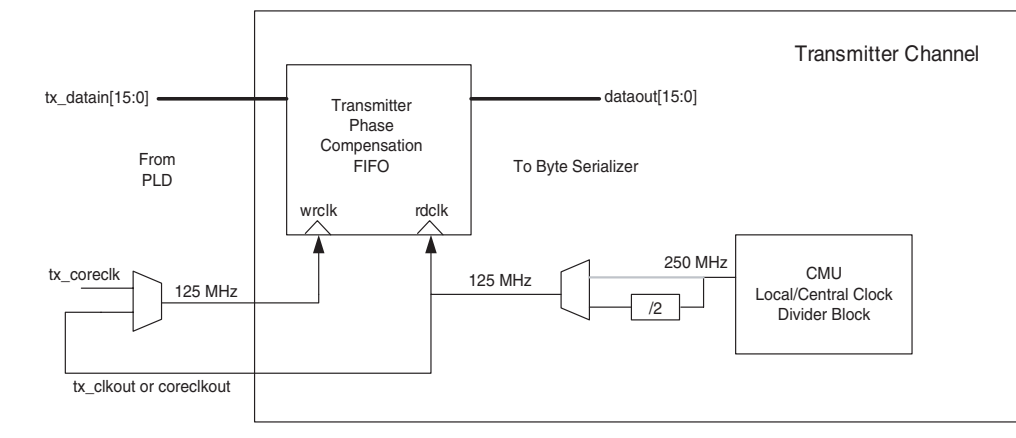 Transmitter Channel
tx_datain[15:0]
Transmitter
Phase
Compensation
FIFO
dataout[15:0]
From
PLD
To Byte Serializer
wrclk
rdclk
tx_coreclk
125 MHz
125 MHz
250 MHz
/2
CMU
Local/Central Clock
Divider Block
tx_clkout or coreclkout